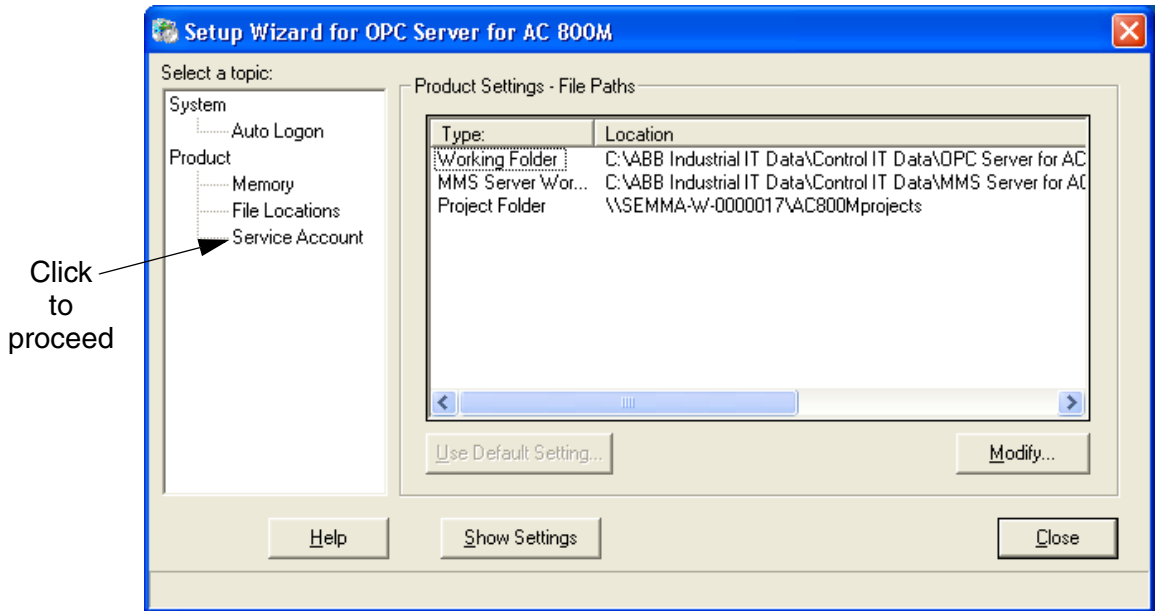 Setup Wizard for OPC Server for AC 800M
Select a topic:
System
Auto Logon
Product
Memory
File Locations
Service Account
Click
to
proceed
Product Settings - File Paths
Type: Location
Working Folder C:\ABB Industrial IT Data\Control IT Data\OPC Server for AC
MMS Server Wor... C:\ABB Industrial IT Data\Control IT Data\MMS Server for AC
Project Folder \\SEMMA-W-0000017\AC800Mprojects
Use Default Setting...
Modify...
Help
Show Settings
Close